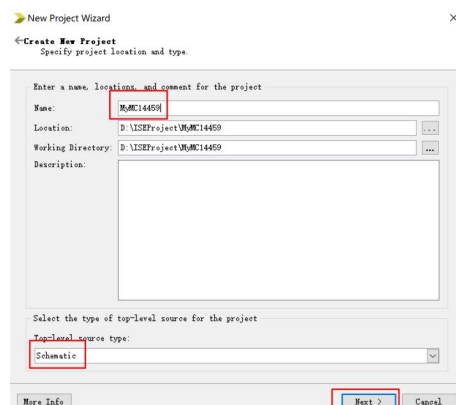 New Project Wizard
Create New Project
Specify project location and type.
Enter a name, locations, and comment for the project
Name: MyMC14459
Location: D:\ISEProject\MyMC14459 ...
Working Directory: D:\ISEProject\MyMC14459 ...
Description:
Select the type of top-level source for the project
Top-level source type:
Schematic
More Info Next > Cancel